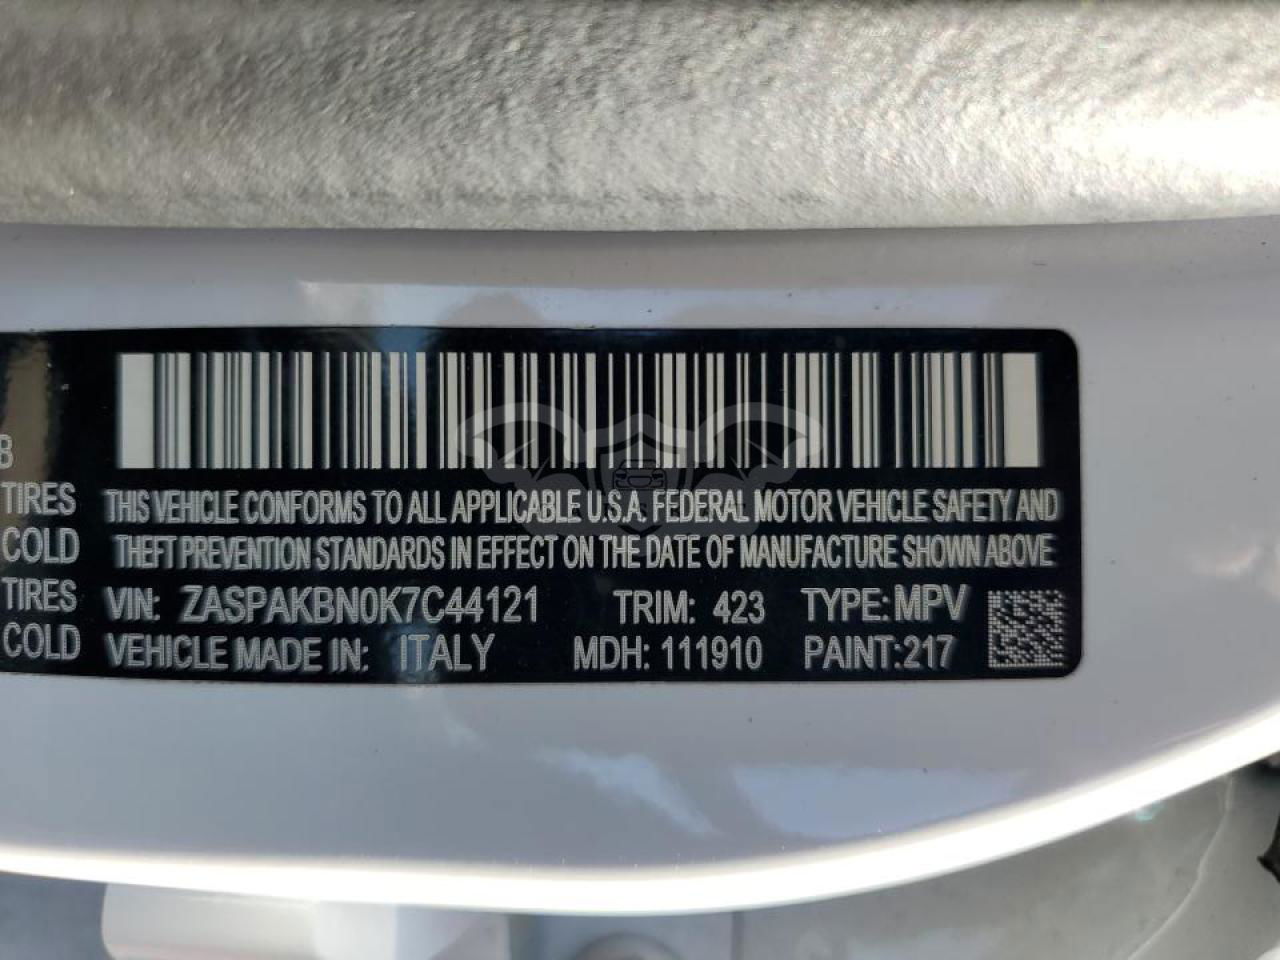 B
TIRES
THIS VEHICLE CONFORMS TO ALL APPLICABLE U.S.A. FEDERAL MOTOR VEHICLE SAFETY AND
COLD
THEFT PREVENTION STANDARDS IN EFFECT ON THE DATE OF MANUFACTURE SHOWN ABOVE
TIRES
VIN: ZASPAKBN0K7C44121 TRIM: 423 TYPE: MPV
COLD
VEHICLE MADE IN: ITALY MDH: 111910 PAINT: 217